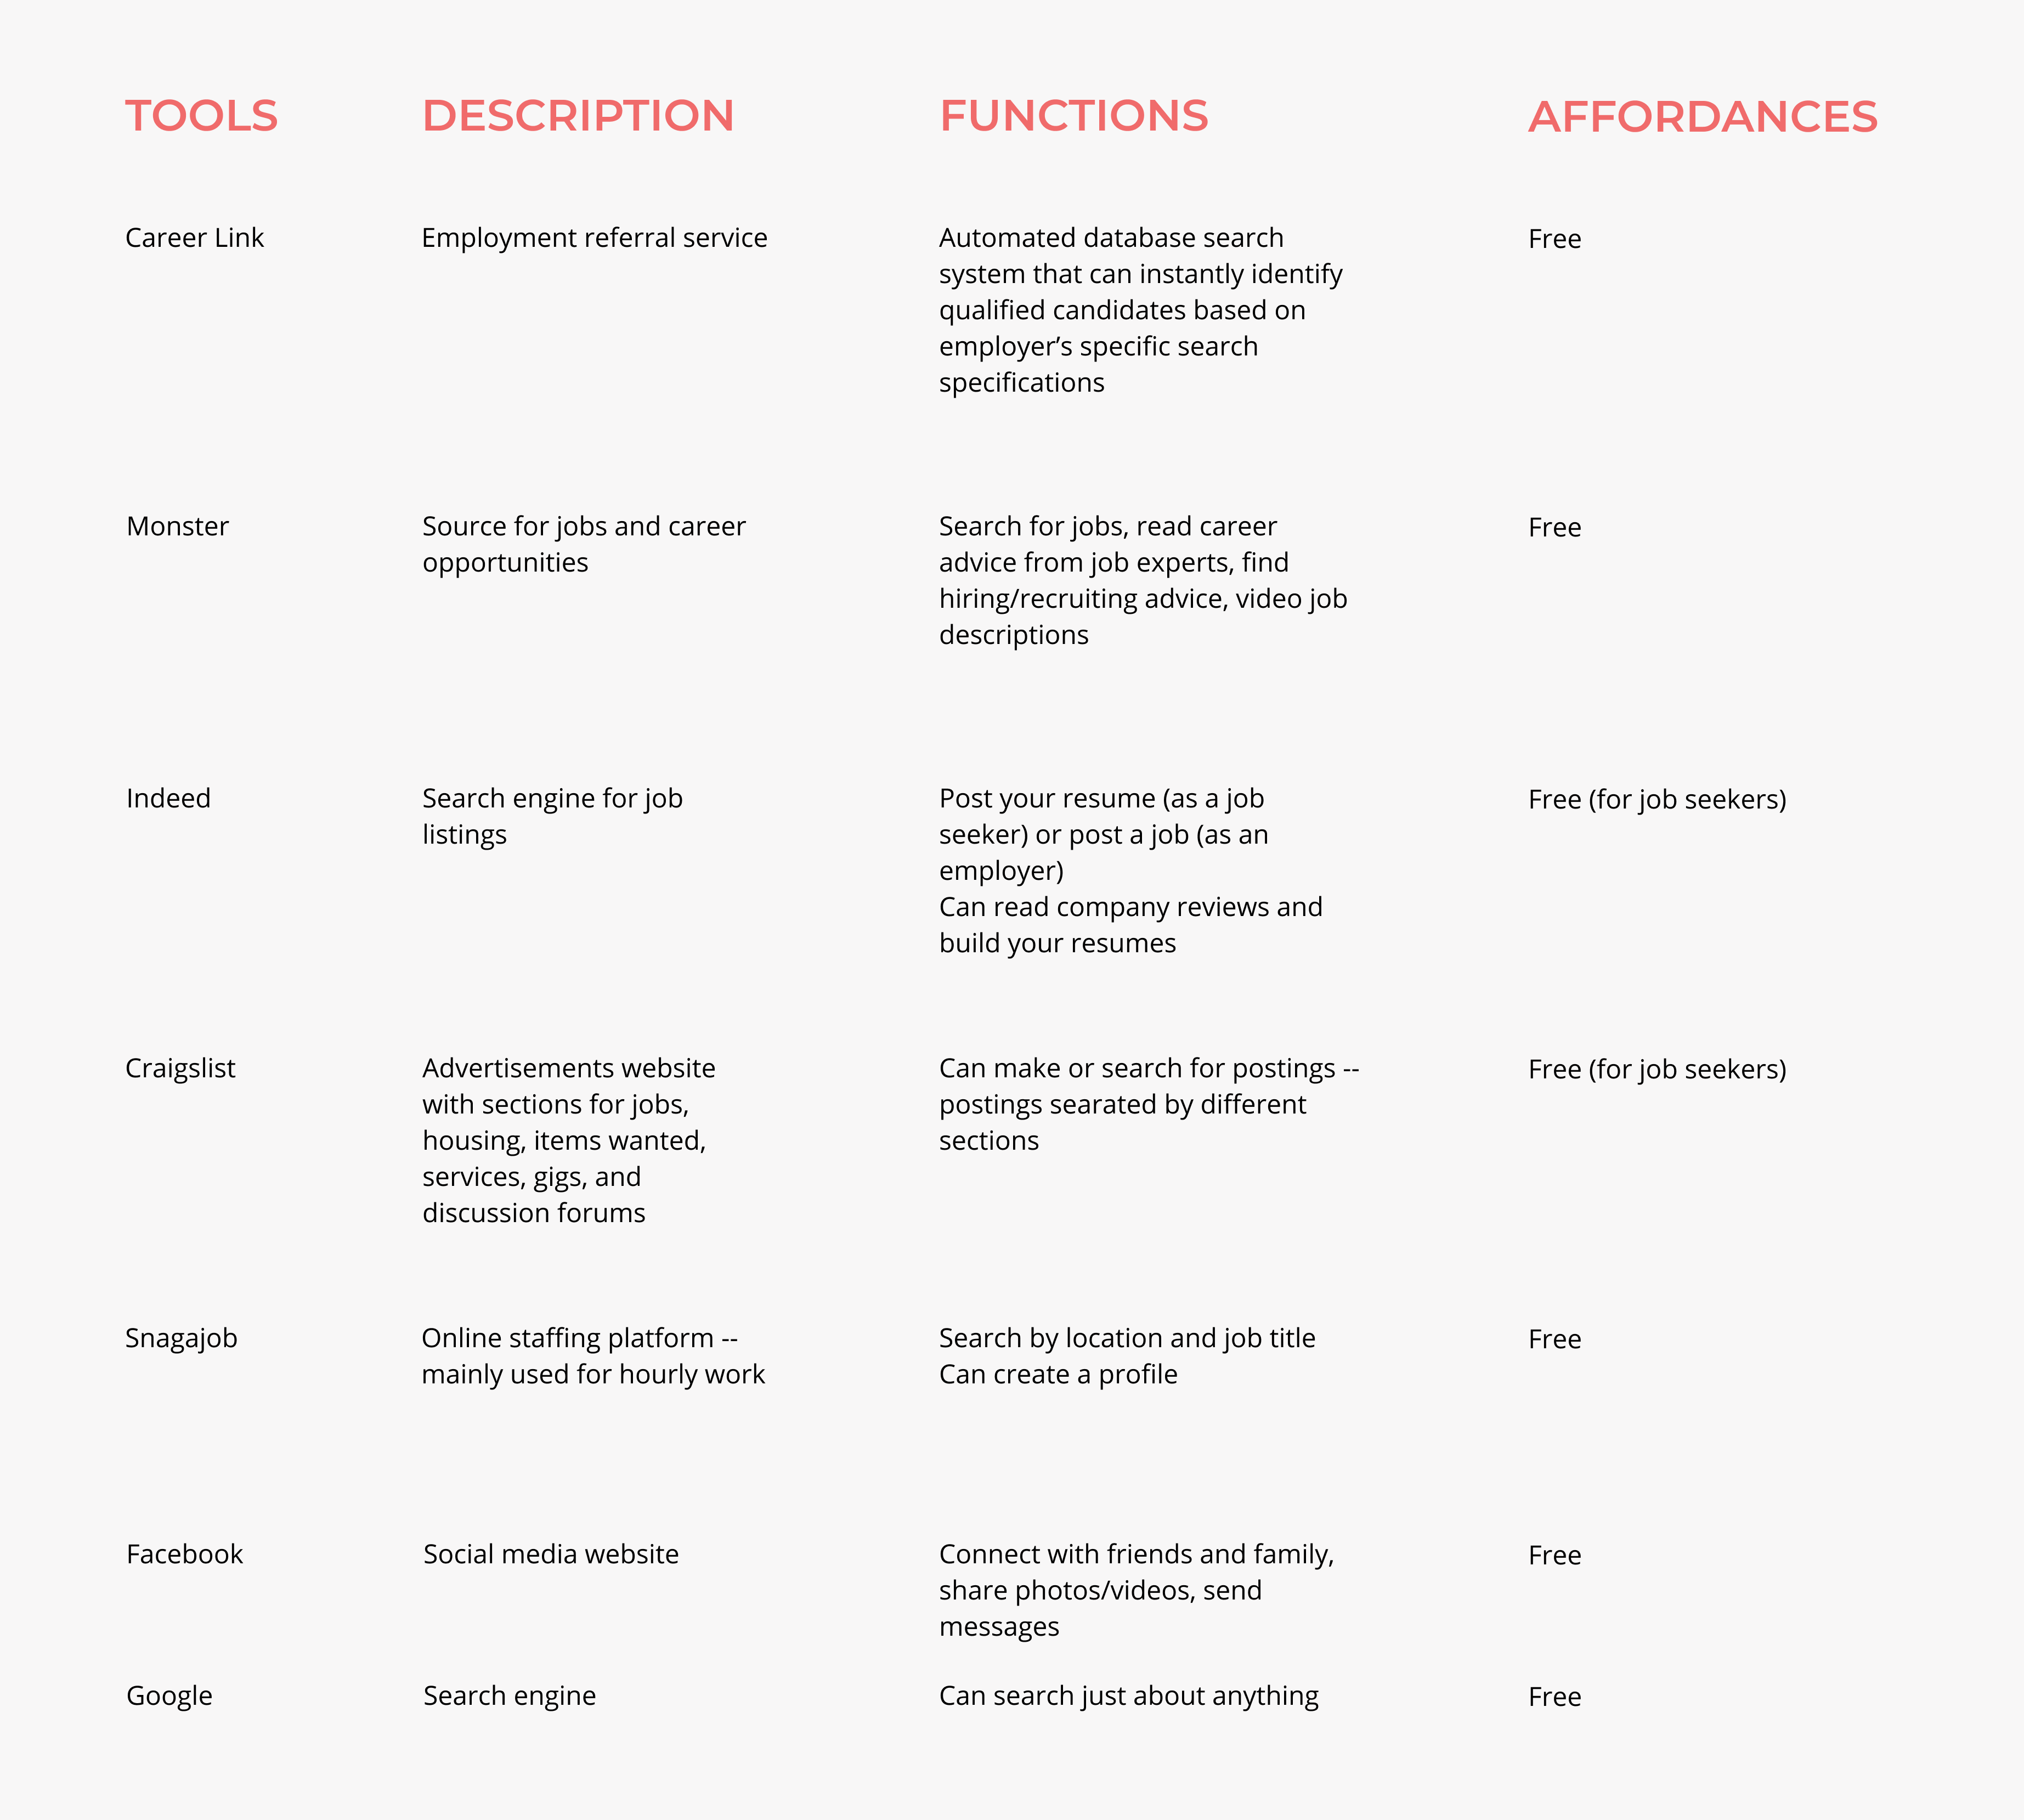 TOOLS DESCRIPTION FUNCTIONS AFFORDANCES
Career Link
Employment referral service
Automated database search
system that can instantly identify
qualified candidates based on
employer’s specific search
specifications
Free
Monster
Source for jobs and career
opportunities
Search for jobs, read career
advice from job experts, find
hiring/recruiting advice, video job
descriptions
Free
Indeed
Search engine for job
listings
Post your resume (as a job
seeker) or post a job (as an
employer)
Can read company reviews and
build your resumes
Free (for job seekers)
Craigslist
Advertisements website
with sections for jobs,
housing, items wanted,
services, gigs, and
discussion forums
Can make or search for postings --
postings searated by different
sections
Free (for job seekers)
Snagajob
Online staffing platform --
mainly used for hourly work
Search by location and job title
Can create a profile
Free
Facebook
Social media website
Connect with friends and family,
share photos/videos, send
messages
Free
Google
Search engine
Can search just about anything
Free